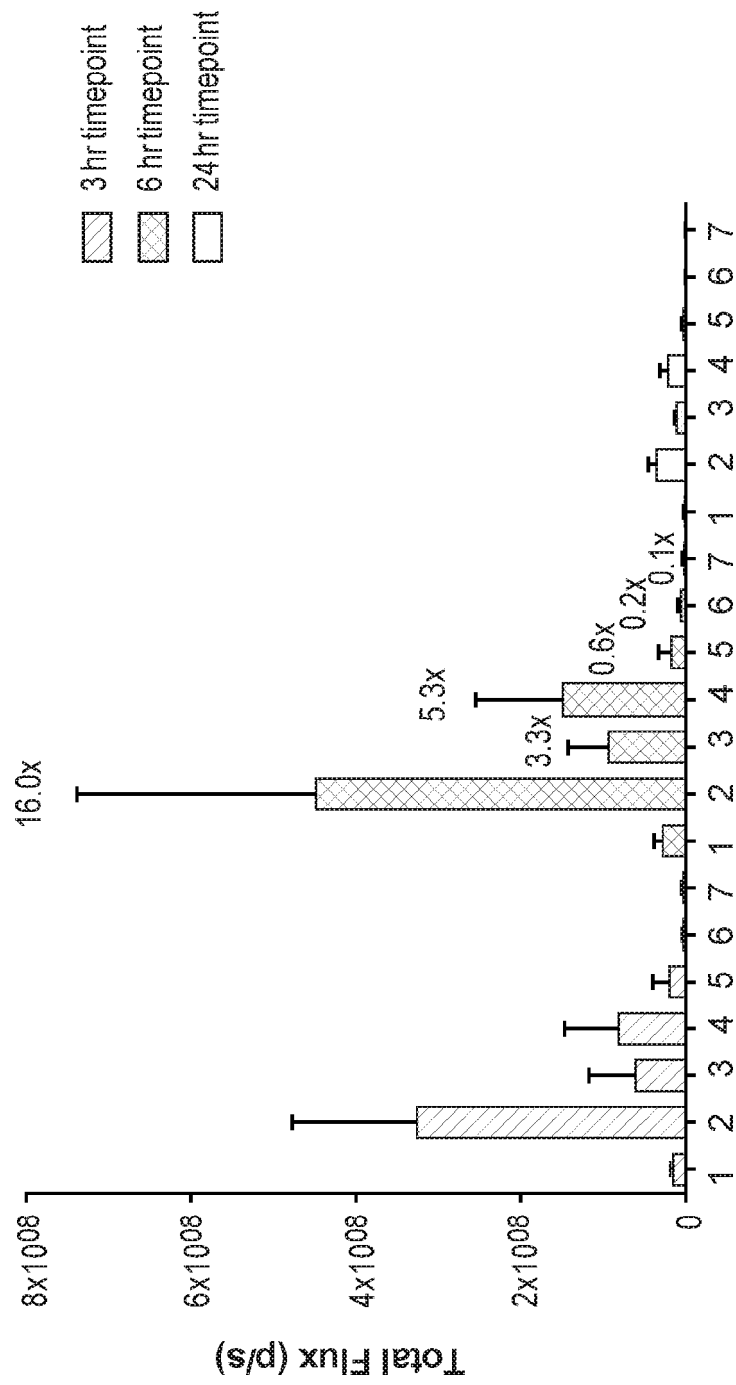 3 hr timepoint
6 hr timepoint
24 hr timepoint
Total Flux (p/s)
8x1008
6x1008
4x1008
2x1008
0
16.0x
3.3x
5.3x
0.6x
0.2x
0.1x
1 2 3 4 5 6 7 1 2 3 4 5 6 7 1 2 3 4 5 6 7